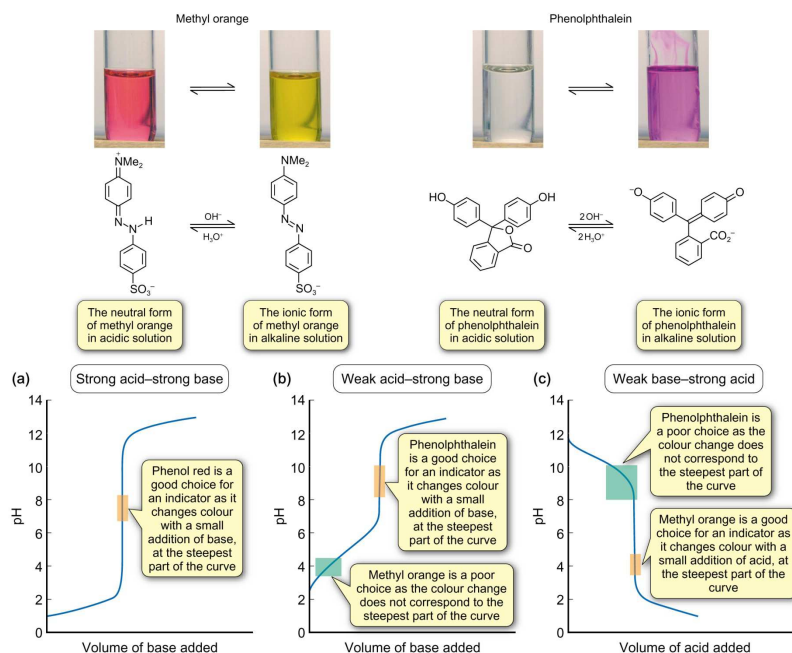 Methyl orange
Phenolphthalein
+
NMe₂
N
N
H
SO₃⁻
OH⁻
H₃O⁺
NMe₂
N
N
SO₃⁻
HO
OH
O
O
2OH⁻
2H₃O⁺
⁻O
O
CO₂⁻
The neutral form
of methyl orange
in acidic solution
The ionic form
of methyl orange
in alkaline solution
The neutral form
of phenolphthalein
in acidic solution
The ionic form
of phenolphthalein
in alkaline solution
(a)
Strong acid–strong base
14
12
10
8
6
4
2
0
pH
Phenol red is a
good choice for
an indicator as it
changes colour
with a small
addition of base,
at the steepest
part of the curve
Volume of base added
(b)
Weak acid–strong base
14
12
10
8
6
4
2
0
pH
Phenolphthalein
is a good choice
for an indicator as
it changes colour
with a small
addition of base,
at the steepest
part of the curve
Methyl orange is a poor
choice as the colour change
does not correspond to the
steepest part of the curve
Volume of base added
(c)
Weak base–strong acid
14
12
10
8
6
4
2
0
pH
Phenolphthalein is
a poor choice as the
colour change does
not correspond to
the steepest part of
the curve
Methyl orange is a good
choice for an indicator as
it changes colour with a
small addition of acid, at
the steepest part of the
curve
Volume of acid added